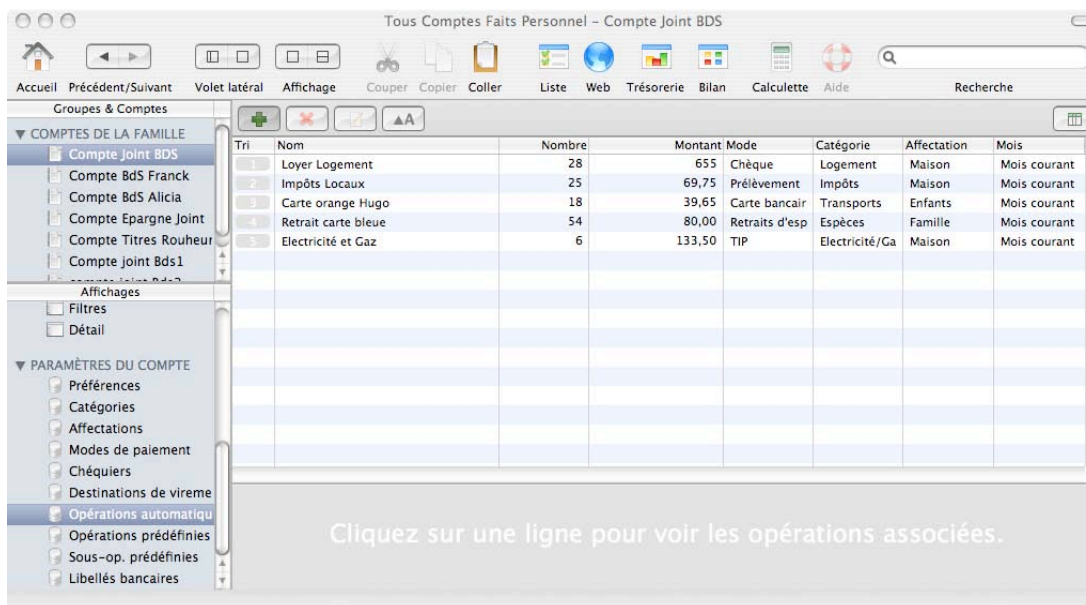 Tous Comptes Faits Personnel – Compte Joint BDS
Accueil Précédent/Suivant Volet latéral Affichage Couper Copier Coller Liste Web Trésorerie Bilan Calculette Aide Recherche
Groupes & Comptes
COMPTES DE LA FAMILLE
Compte Joint BDS
Compte BdS Franck
Compte BdS Alicia
Compte Epargne Joint
Compte Titres Rouheur
Compte joint Bds1
compte joint Bds2
Affichages
Filtres
Détail
PARAMÈTRES DU COMPTE
Préférences
Catégories
Affectations
Modes de paiement
Chéquiers
Destinations de vireme
Opérations automatiqu
Opérations prédéfinies
Sous-op. prédéfinies
Libellés bancaires
AA
Tri Nom Nombre Montant Mode Catégorie Affectation Mois
1 Loyer Logement 28 655 Chèque Logement Maison Mois courant
2 Impôts Locaux 25 69,75 Prélèvement Impôts Maison Mois courant
3 Carte orange Hugo 18 39,65 Carte bancair Transports Enfants Mois courant
4 Retrait carte bleue 54 80,00 Retraits d'esp Espèces Famille Mois courant
5 Electricité et Gaz 6 133,50 TIP Electricité/Ga Maison Mois courant
Cliquez sur une ligne pour voir les opérations associées.